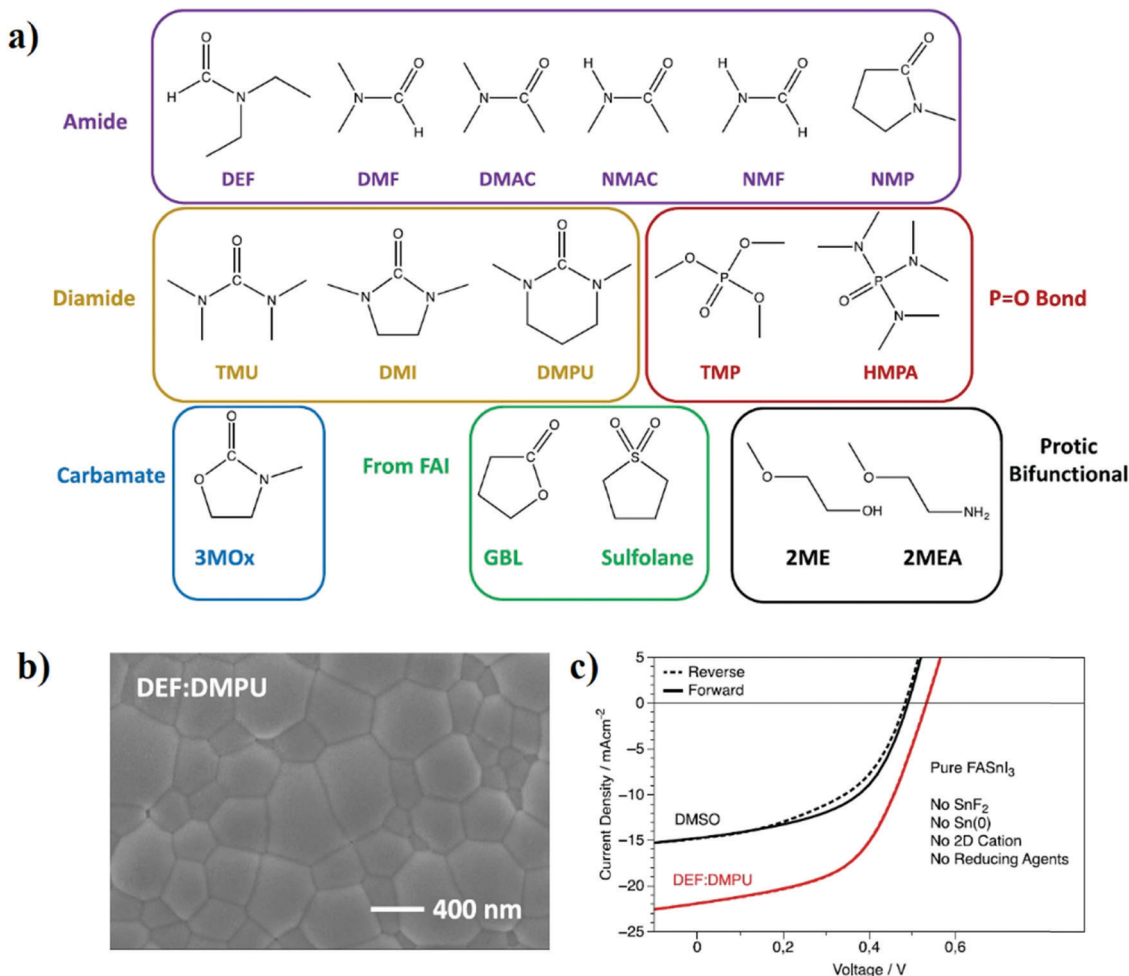 a)
Amide
O
H
N
DEF
N
O
H
DMF
N
O
DMAC
H
N
O
NMAC
H
N
O
H
NMF
O
N
NMP
Diamide
O
N
N
TMU
O
N
N
DMI
O
N
N
DMPU
O
O
P
O
O
TMP
N
N
P
O
N
HMPA
P=O Bond
Carbamate
O
O
N
3MOx
From FAI
O
O
GBL
O
O
S
Sulfolane
O
OH
2ME
O
NH2
2MEA
Protic
Bifunctional
b)
DEF:DMPU
400 nm
c)
Current Density / mAcm⁻²
5
0
−5
−10
−15
−20
−25
Reverse
Forward
DMSO
DEF:DMPU
Pure FASnI₃
No SnF₂
No Sn(0)
No 2D Cation
No Reducing Agents
0
0,2
0,4
0,6
Voltage / V